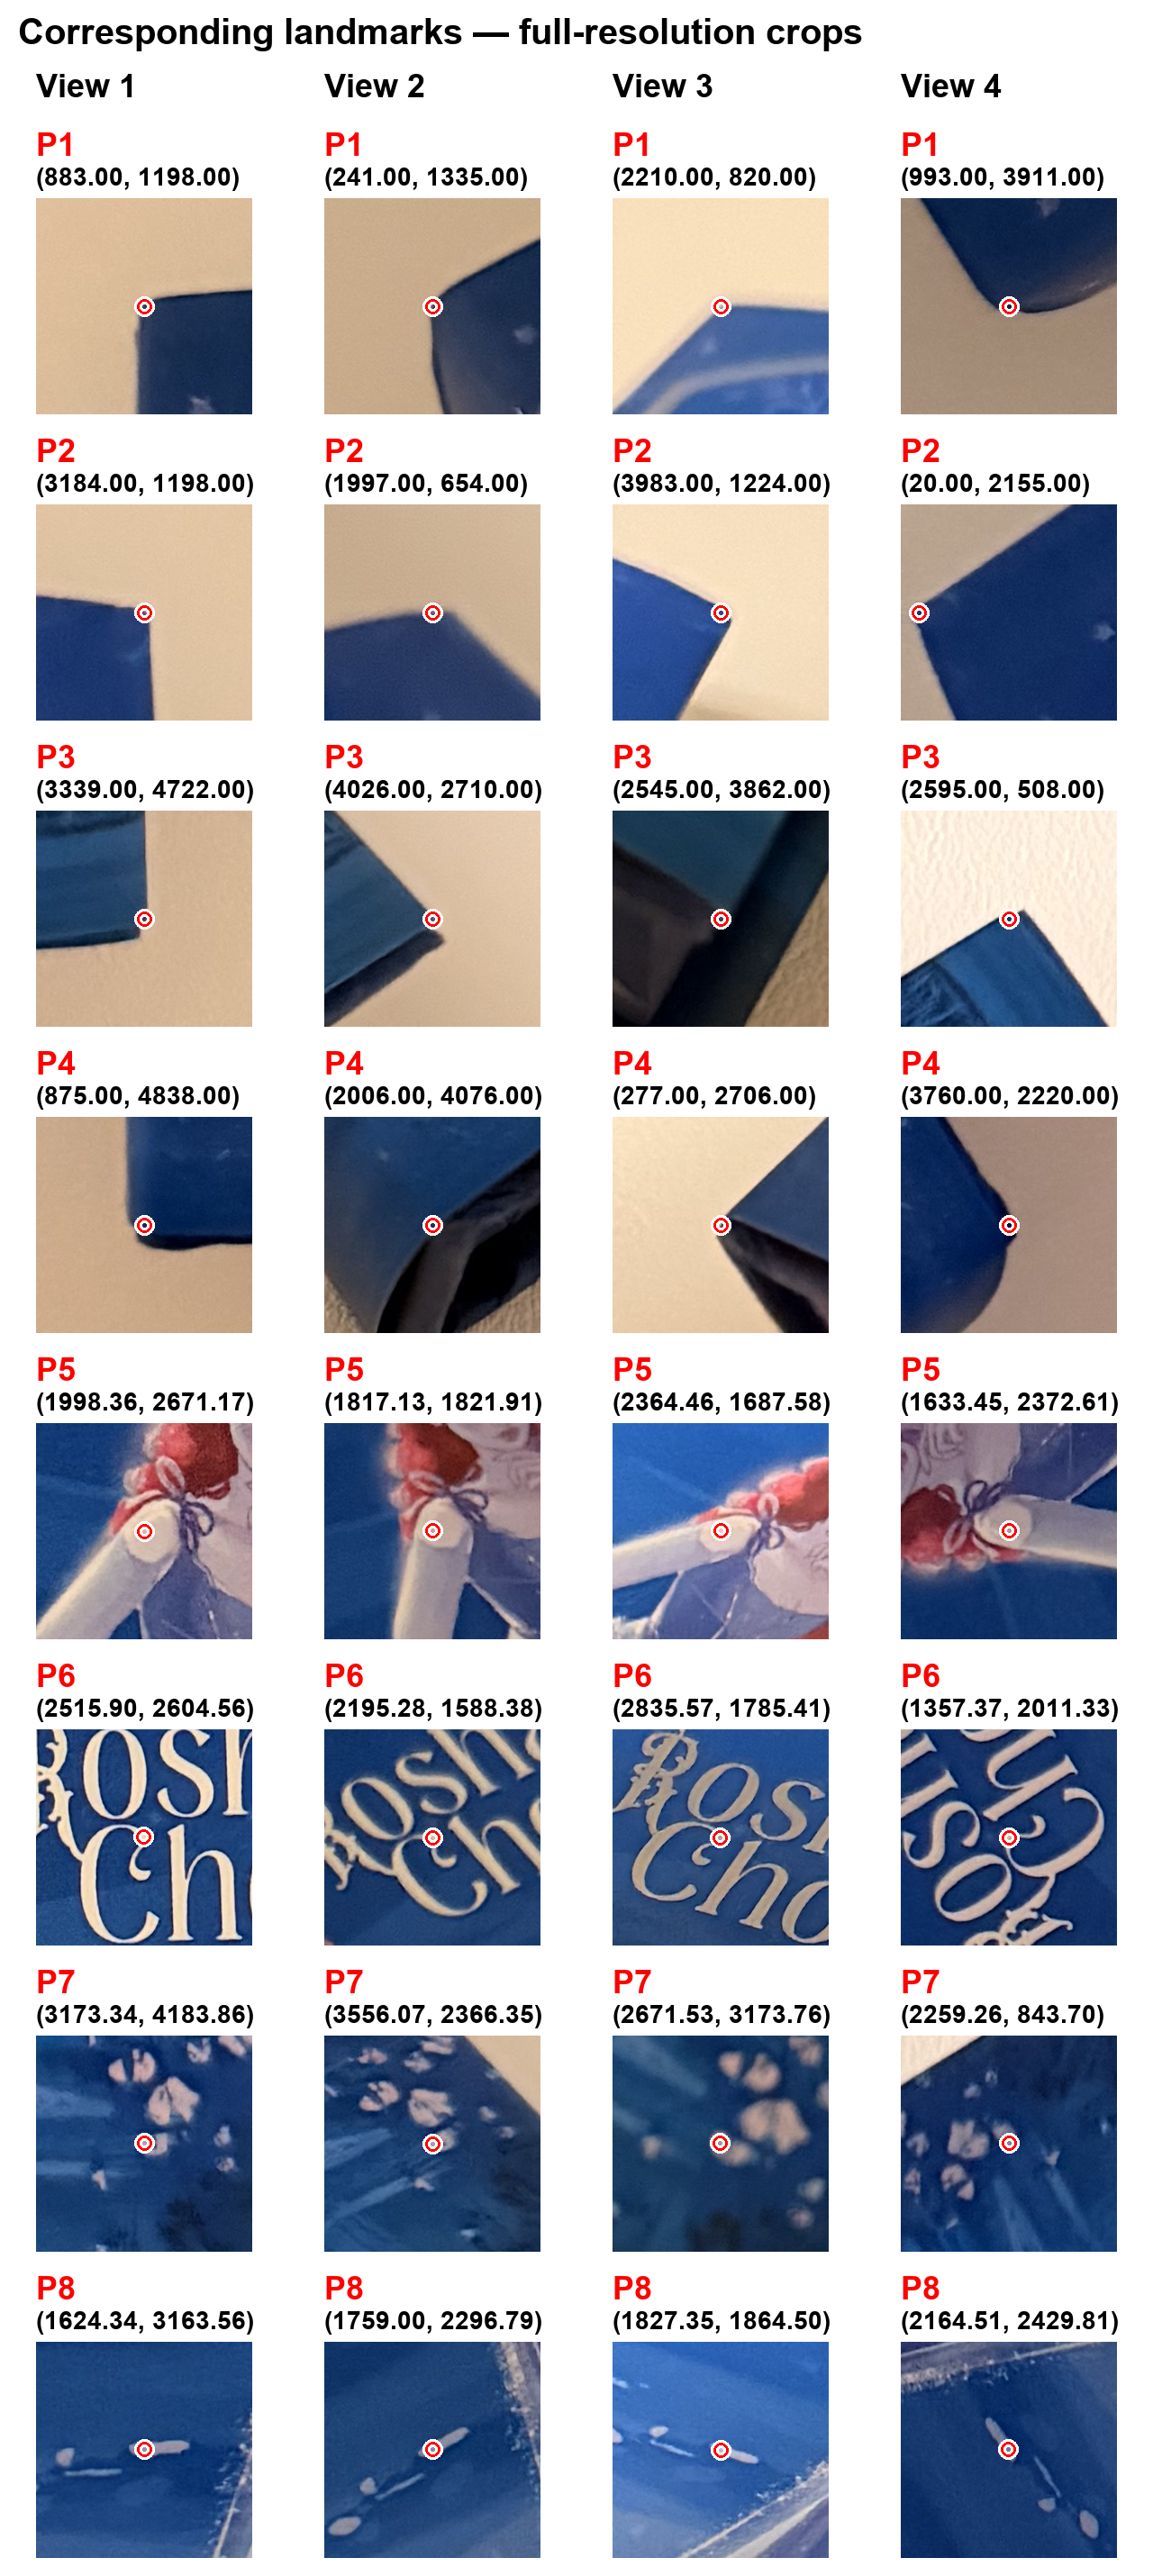 Corresponding landmarks — full-resolution crops
View 1 View 2 View 3 View 4
P1 P1 P1 P1
(883.00, 1198.00) (241.00, 1335.00) (2210.00, 820.00) (993.00, 3911.00)
P2 P2 P2 P2
(3184.00, 1198.00) (1997.00, 654.00) (3983.00, 1224.00) (20.00, 2155.00)
P3 P3 P3 P3
(3339.00, 4722.00) (4026.00, 2710.00) (2545.00, 3862.00) (2595.00, 508.00)
P4 P4 P4 P4
(875.00, 4838.00) (2006.00, 4076.00) (277.00, 2706.00) (3760.00, 2220.00)
P5 P5 P5 P5
(1998.36, 2671.17) (1817.13, 1821.91) (2364.46, 1687.58) (1633.45, 2372.61)
P6 P6 P6 P6
(2515.90, 2604.56) (2195.28, 1588.38) (2835.57, 1785.41) (1357.37, 2011.33)
Rosh Rosh Ros Ros
Ch Ch Cho Ch
P7 P7 P7 P7
(3173.34, 4183.86) (3556.07, 2366.35) (2671.53, 3173.76) (2259.26, 843.70)
P8 P8 P8 P8
(1624.34, 3163.56) (1759.00, 2296.79) (1827.35, 1864.50) (2164.51, 2429.81)